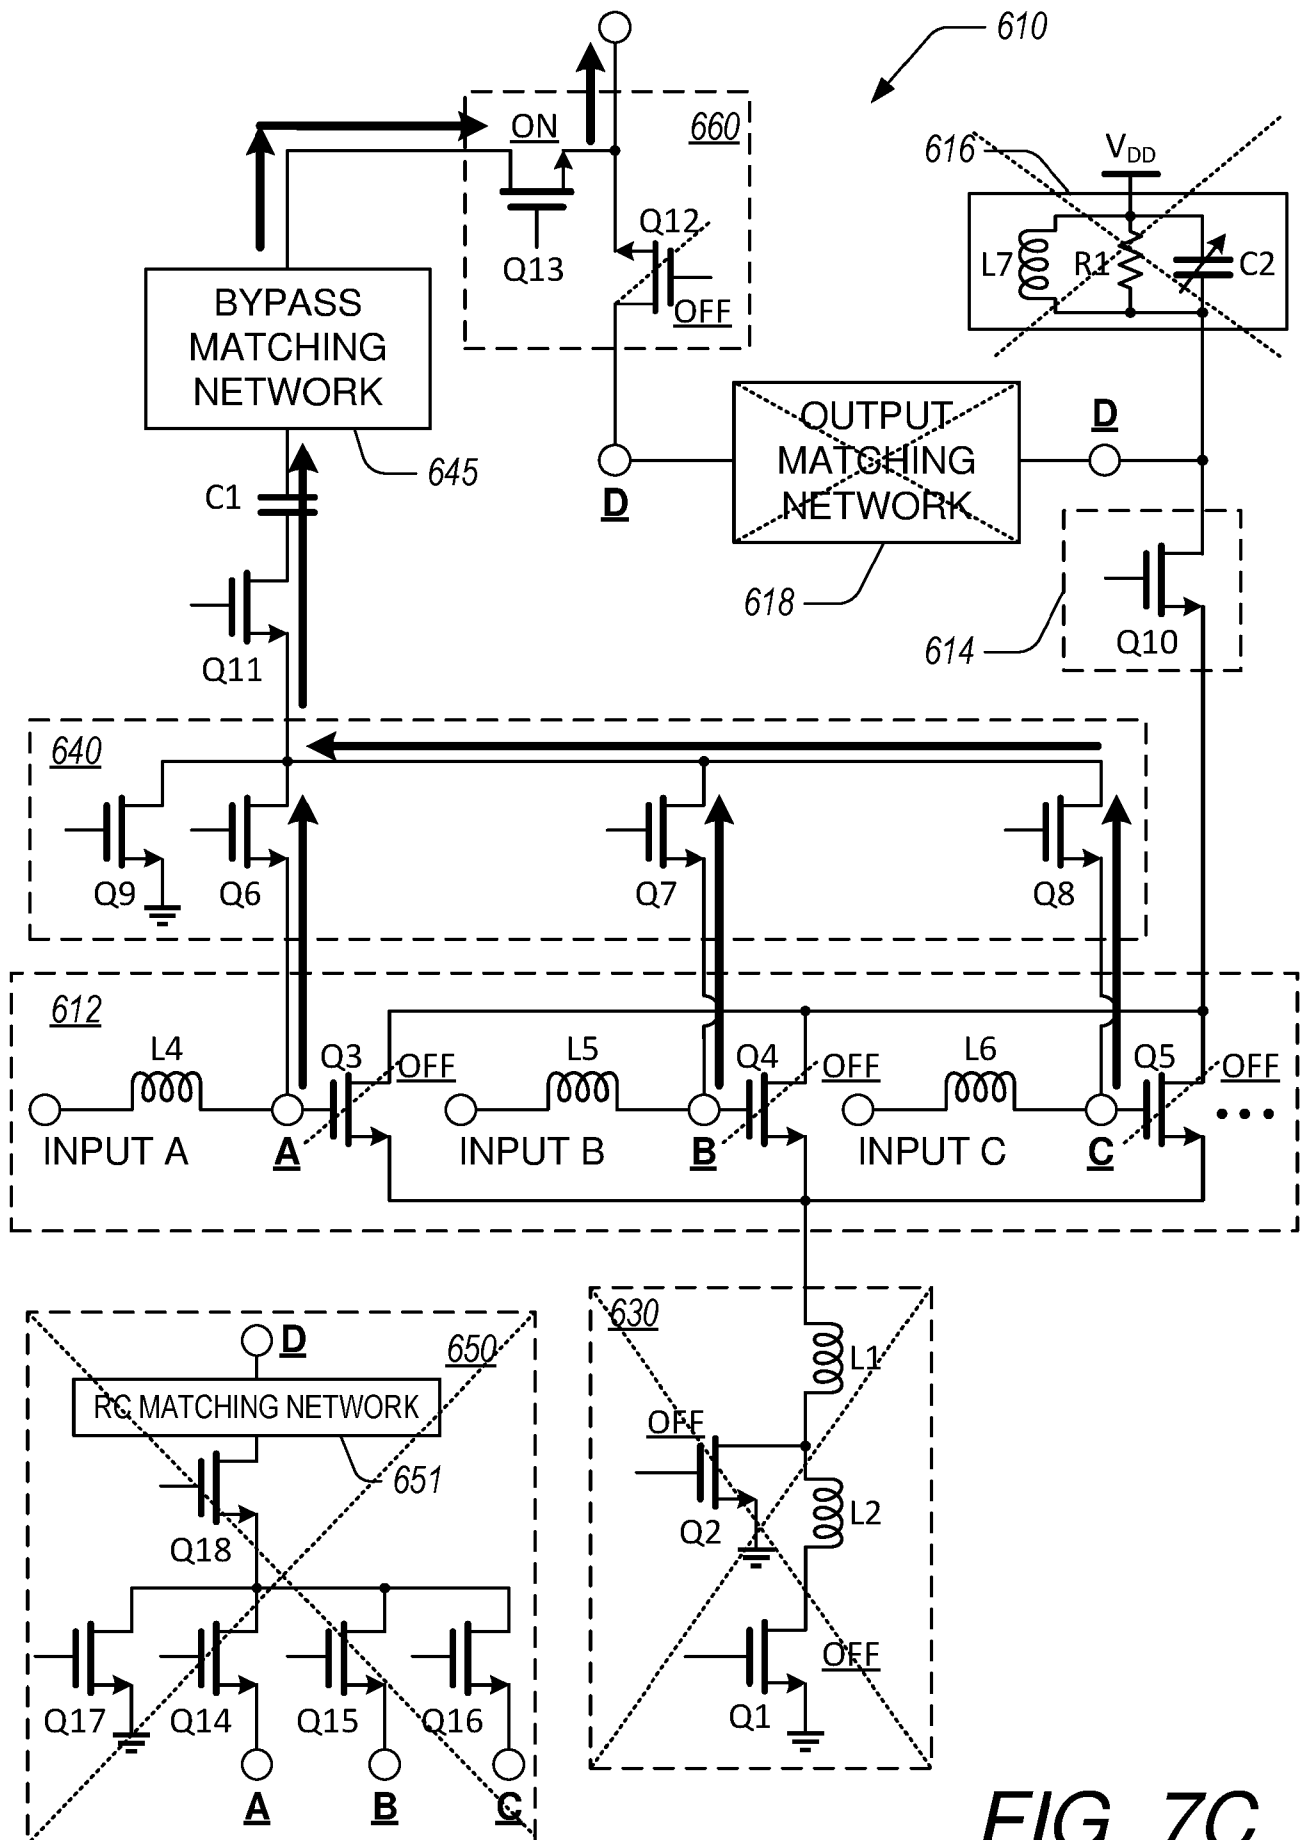 610
ON
660
616
VDD
Q12
Q13
L7
R1
C2
OFF
BYPASS
MATCHING
NETWORK
OUTPUT
MATCHING
NETWORK
D
D
645
C1
618
614
Q10
Q11
640
Q9
Q6
Q7
Q8
612
L4
Q3
OFF
L5
Q4
OFF
L6
Q5
OFF
INPUT A
A
INPUT B
B
INPUT C
C
...
D
650
630
RC MATCHING NETWORK
651
L1
OFF
Q18
Q2
L2
Q17
Q14
Q15
Q16
OFF
Q1
A
B
C
FIG. 7C